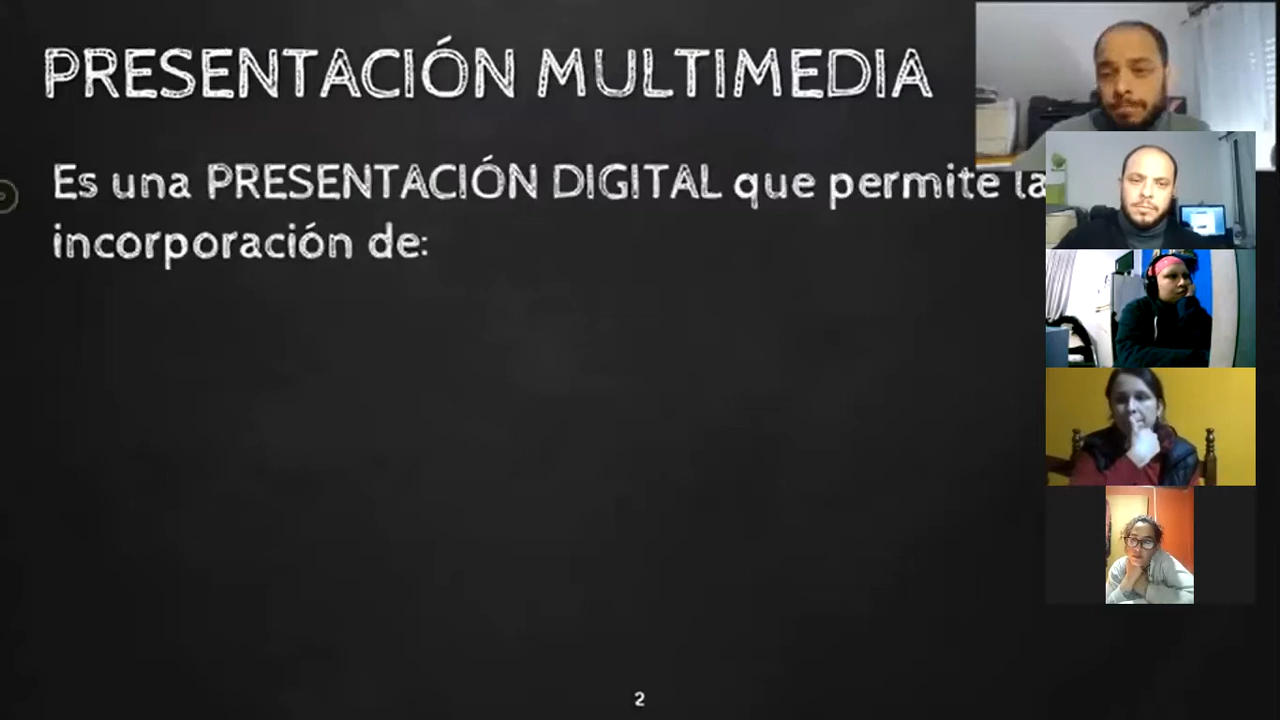 PRESENTACIÓN MULTIMEDIA
Es una PRESENTACIÓN DIGITAL que permite la
incorporación de:
2